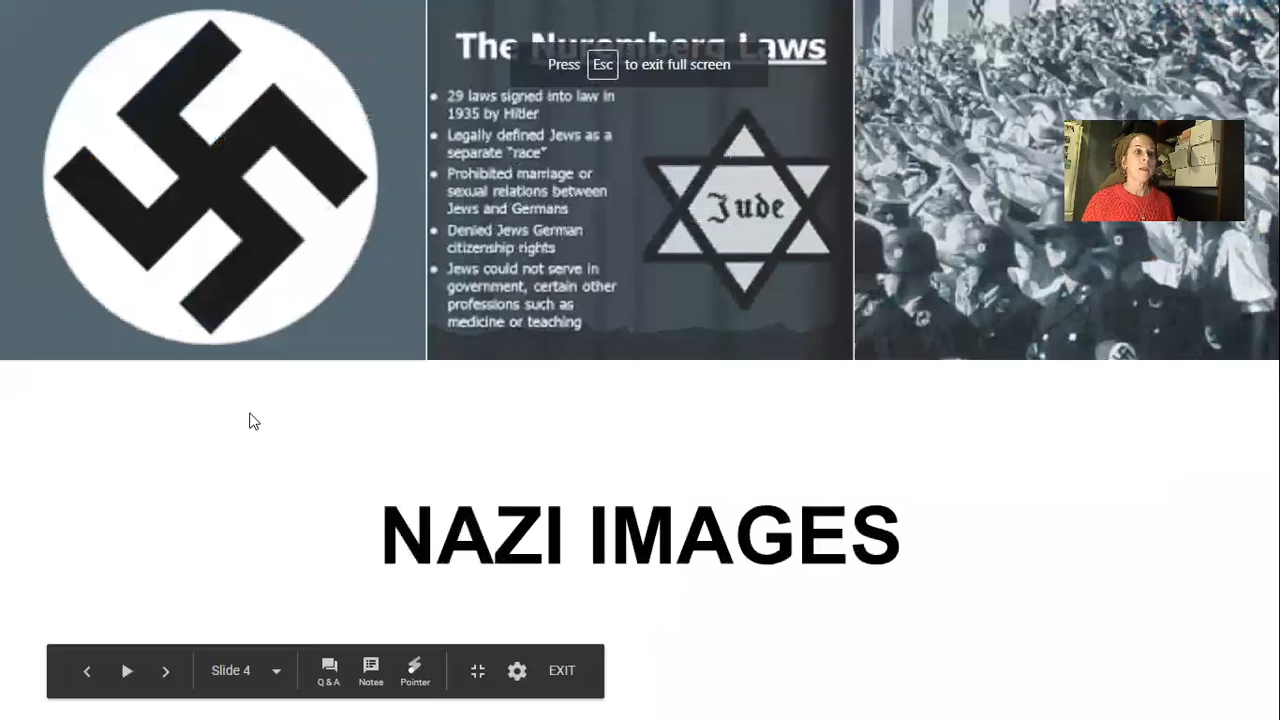 The Nuremberg Laws
Press Esc to exit full screen
29 laws signed into law in
1935 by Hitler
Legally defined Jews as a
separate "race"
Prohibited marriage or
sexual relations between
Jews and Germans
Denied Jews German
citizenship rights
Jews could not serve in
government, certain other
professions such as
medicine or teaching
Jude
NAZI IMAGES
Slide 4
Q & A
Notes
Pointer
EXIT